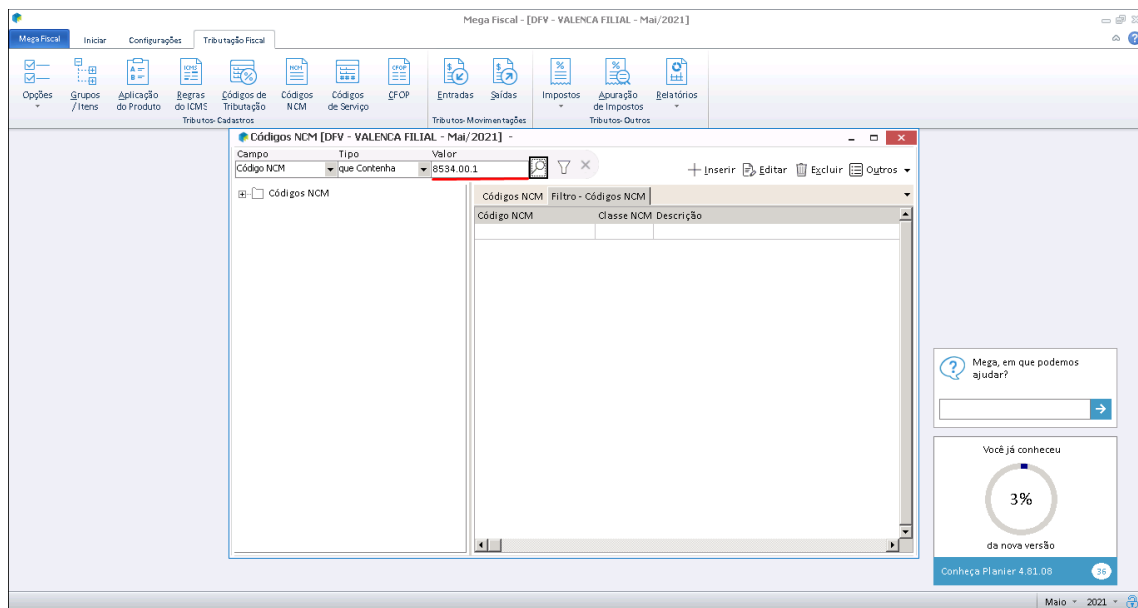 Mega Fiscal - [DFV - VALENCA FILIAL - Mai/2021]
Mega Fiscal Iniciar Configurações Tributação Fiscal
Opções
Grupos / Itens
Aplicação do Produto
Regras do ICMS
Códigos de Tributação
Códigos NCM
Códigos de Serviço
CFOP
Entradas
Saídas
Impostos
Apuração de Impostos
Relatórios
Tributos- Cadastros
Tributos- Movimentações
Tributos- Outros
Códigos NCM [DFV - VALENCA FILIAL - Mai/2021] -
Campo Tipo Valor
Código NCM que Contenha 8534.00.1
Inserir Editar Excluir Outros
Códigos NCM
Códigos NCM Filtro - Códigos NCM
Código NCM Classe NCM Descrição
Mega, em que podemos
ajudar?
Você já conheceu
3%
da nova versão
Conheça Planier 4.81.08 36
Maio 2021